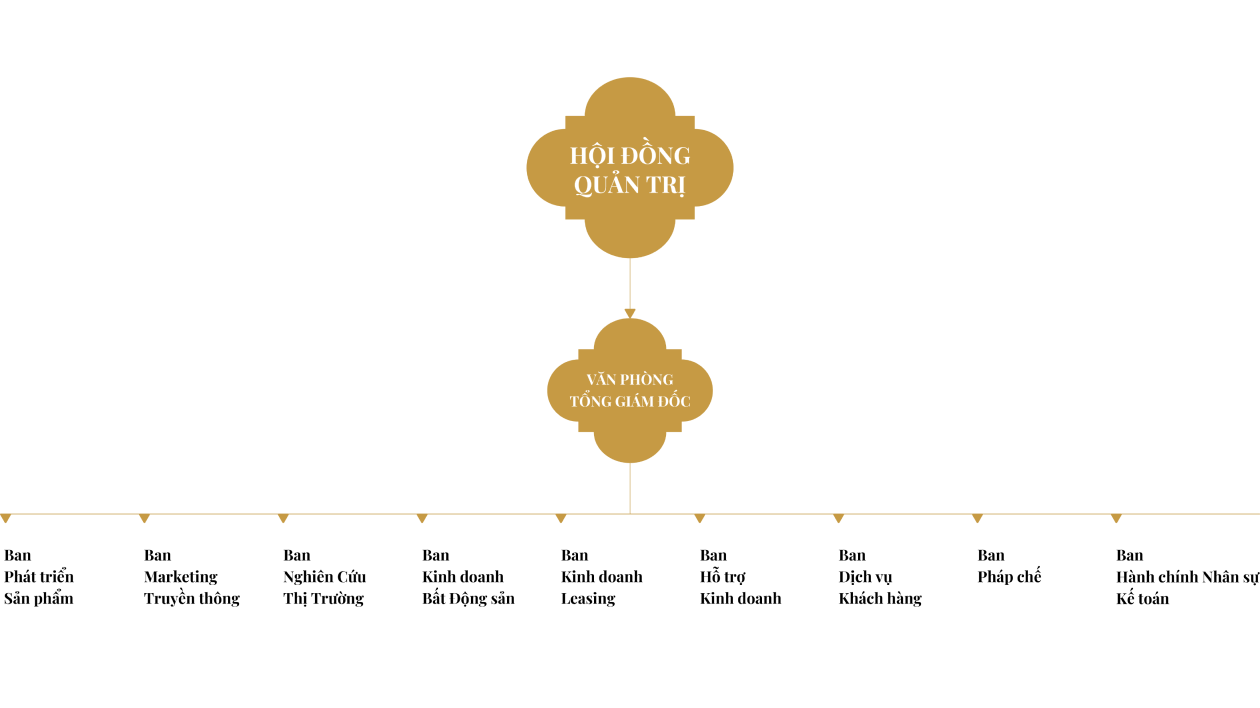 HỘI ĐỒNG
QUẢN TRỊ
VĂN PHÒNG
TỔNG GIÁM ĐỐC
Ban
Phát triển
Sản phẩm
Ban
Marketing
Truyền thông
Ban
Nghiên Cứu
Thị Trường
Ban
Kinh doanh
Bất Động sản
Ban
Kinh doanh
Leasing
Ban
Hỗ trợ
Kinh doanh
Ban
Dịch vụ
Khách hàng
Ban
Pháp chế
Ban
Hành chính Nhân sự
Kế toán